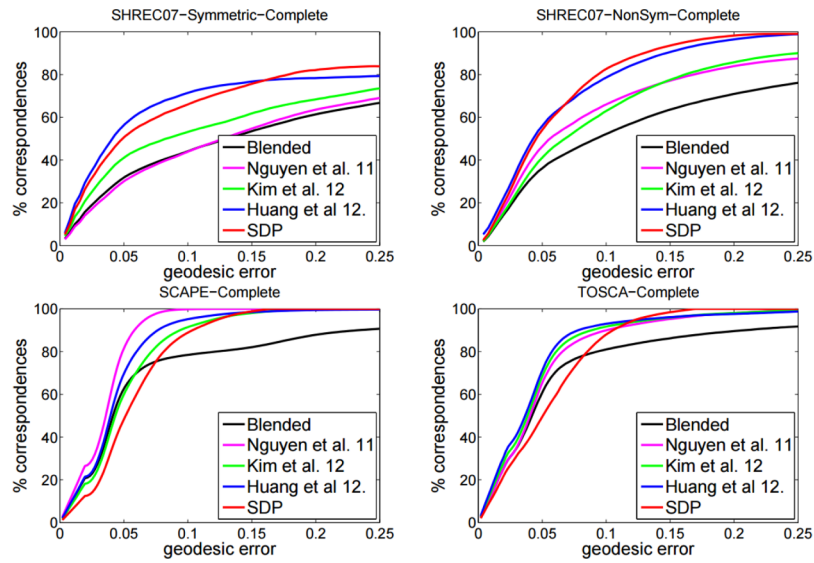 SHREC07-Symmetric-Complete
100
80
60
40
20
0
% correspondences
0
0.05
0.1
0.15
0.2
0.25
geodesic error
Blended
Nguyen et al. 11
Kim et al. 12
Huang et al 12.
SDP
SHREC07-NonSym-Complete
100
80
60
40
20
0
% correspondences
0
0.05
0.1
0.15
0.2
0.25
geodesic error
Blended
Nguyen et al. 11
Kim et al. 12
Huang et al 12.
SDP
SCAPE-Complete
100
80
60
40
20
0
% correspondences
0
0.05
0.1
0.15
0.2
0.25
geodesic error
Blended
Nguyen et al. 11
Kim et al. 12
Huang et al 12.
SDP
TOSCA-Complete
100
80
60
40
20
0
% correspondences
0
0.05
0.1
0.15
0.2
0.25
geodesic error
Blended
Nguyen et al. 11
Kim et al. 12
Huang et al 12.
SDP